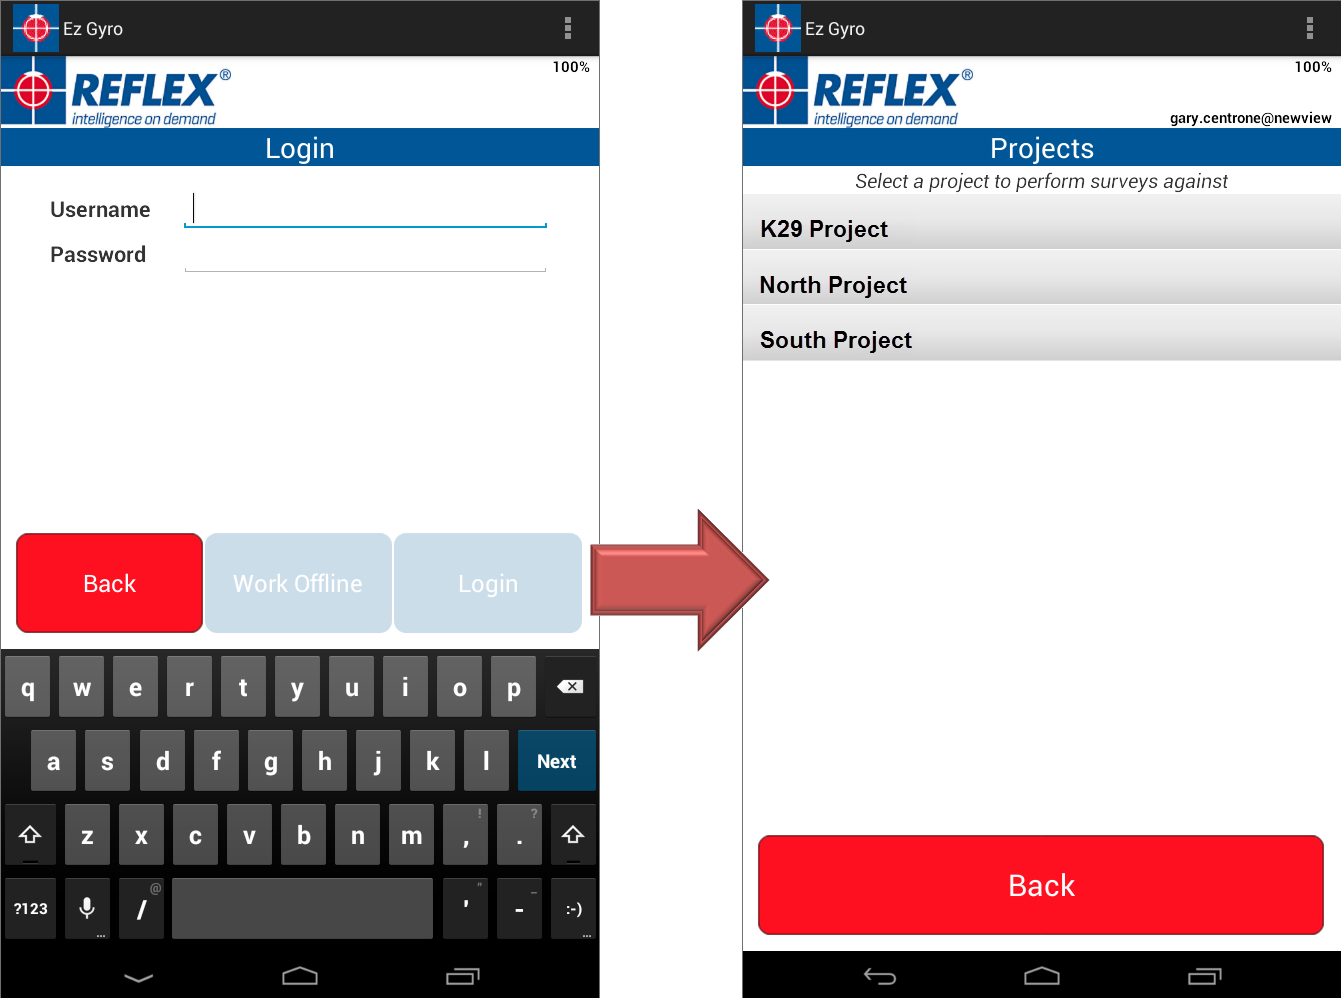 Ez Gyro
REFLEX®
intelligence on demand
100%
Login
Username
Password
Back
Work Offline
Login
q w e r t y u i o p
a s d f g h j k l Next
! ?
z x c v b n m , .
@ " _
?123 / ' - :-)
... ...
Ez Gyro
REFLEX®
intelligence on demand
100%
gary.centrone@newview
Projects
Select a project to perform surveys against
K29 Project
North Project
South Project
Back